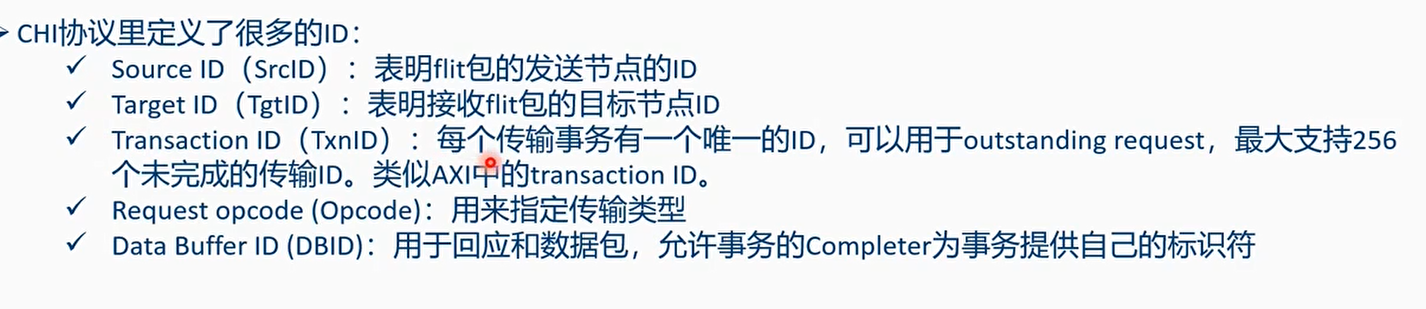 CHI协议里定义了很多的ID：
✓ Source ID（SrcID）：表明flit包的发送节点的ID
✓ Target ID（TgtID）：表明接收flit包的目标节点ID
✓ Transaction ID（TxnID）：每个传输事务有一个唯一的ID，可以用于outstanding request，最大支持256
个未完成的传输ID。类似AXI中的transaction ID。
✓ Request opcode (Opcode)：用来指定传输类型
✓ Data Buffer ID (DBID)：用于回应和数据包，允许事务的Completer为事务提供自己的标识符